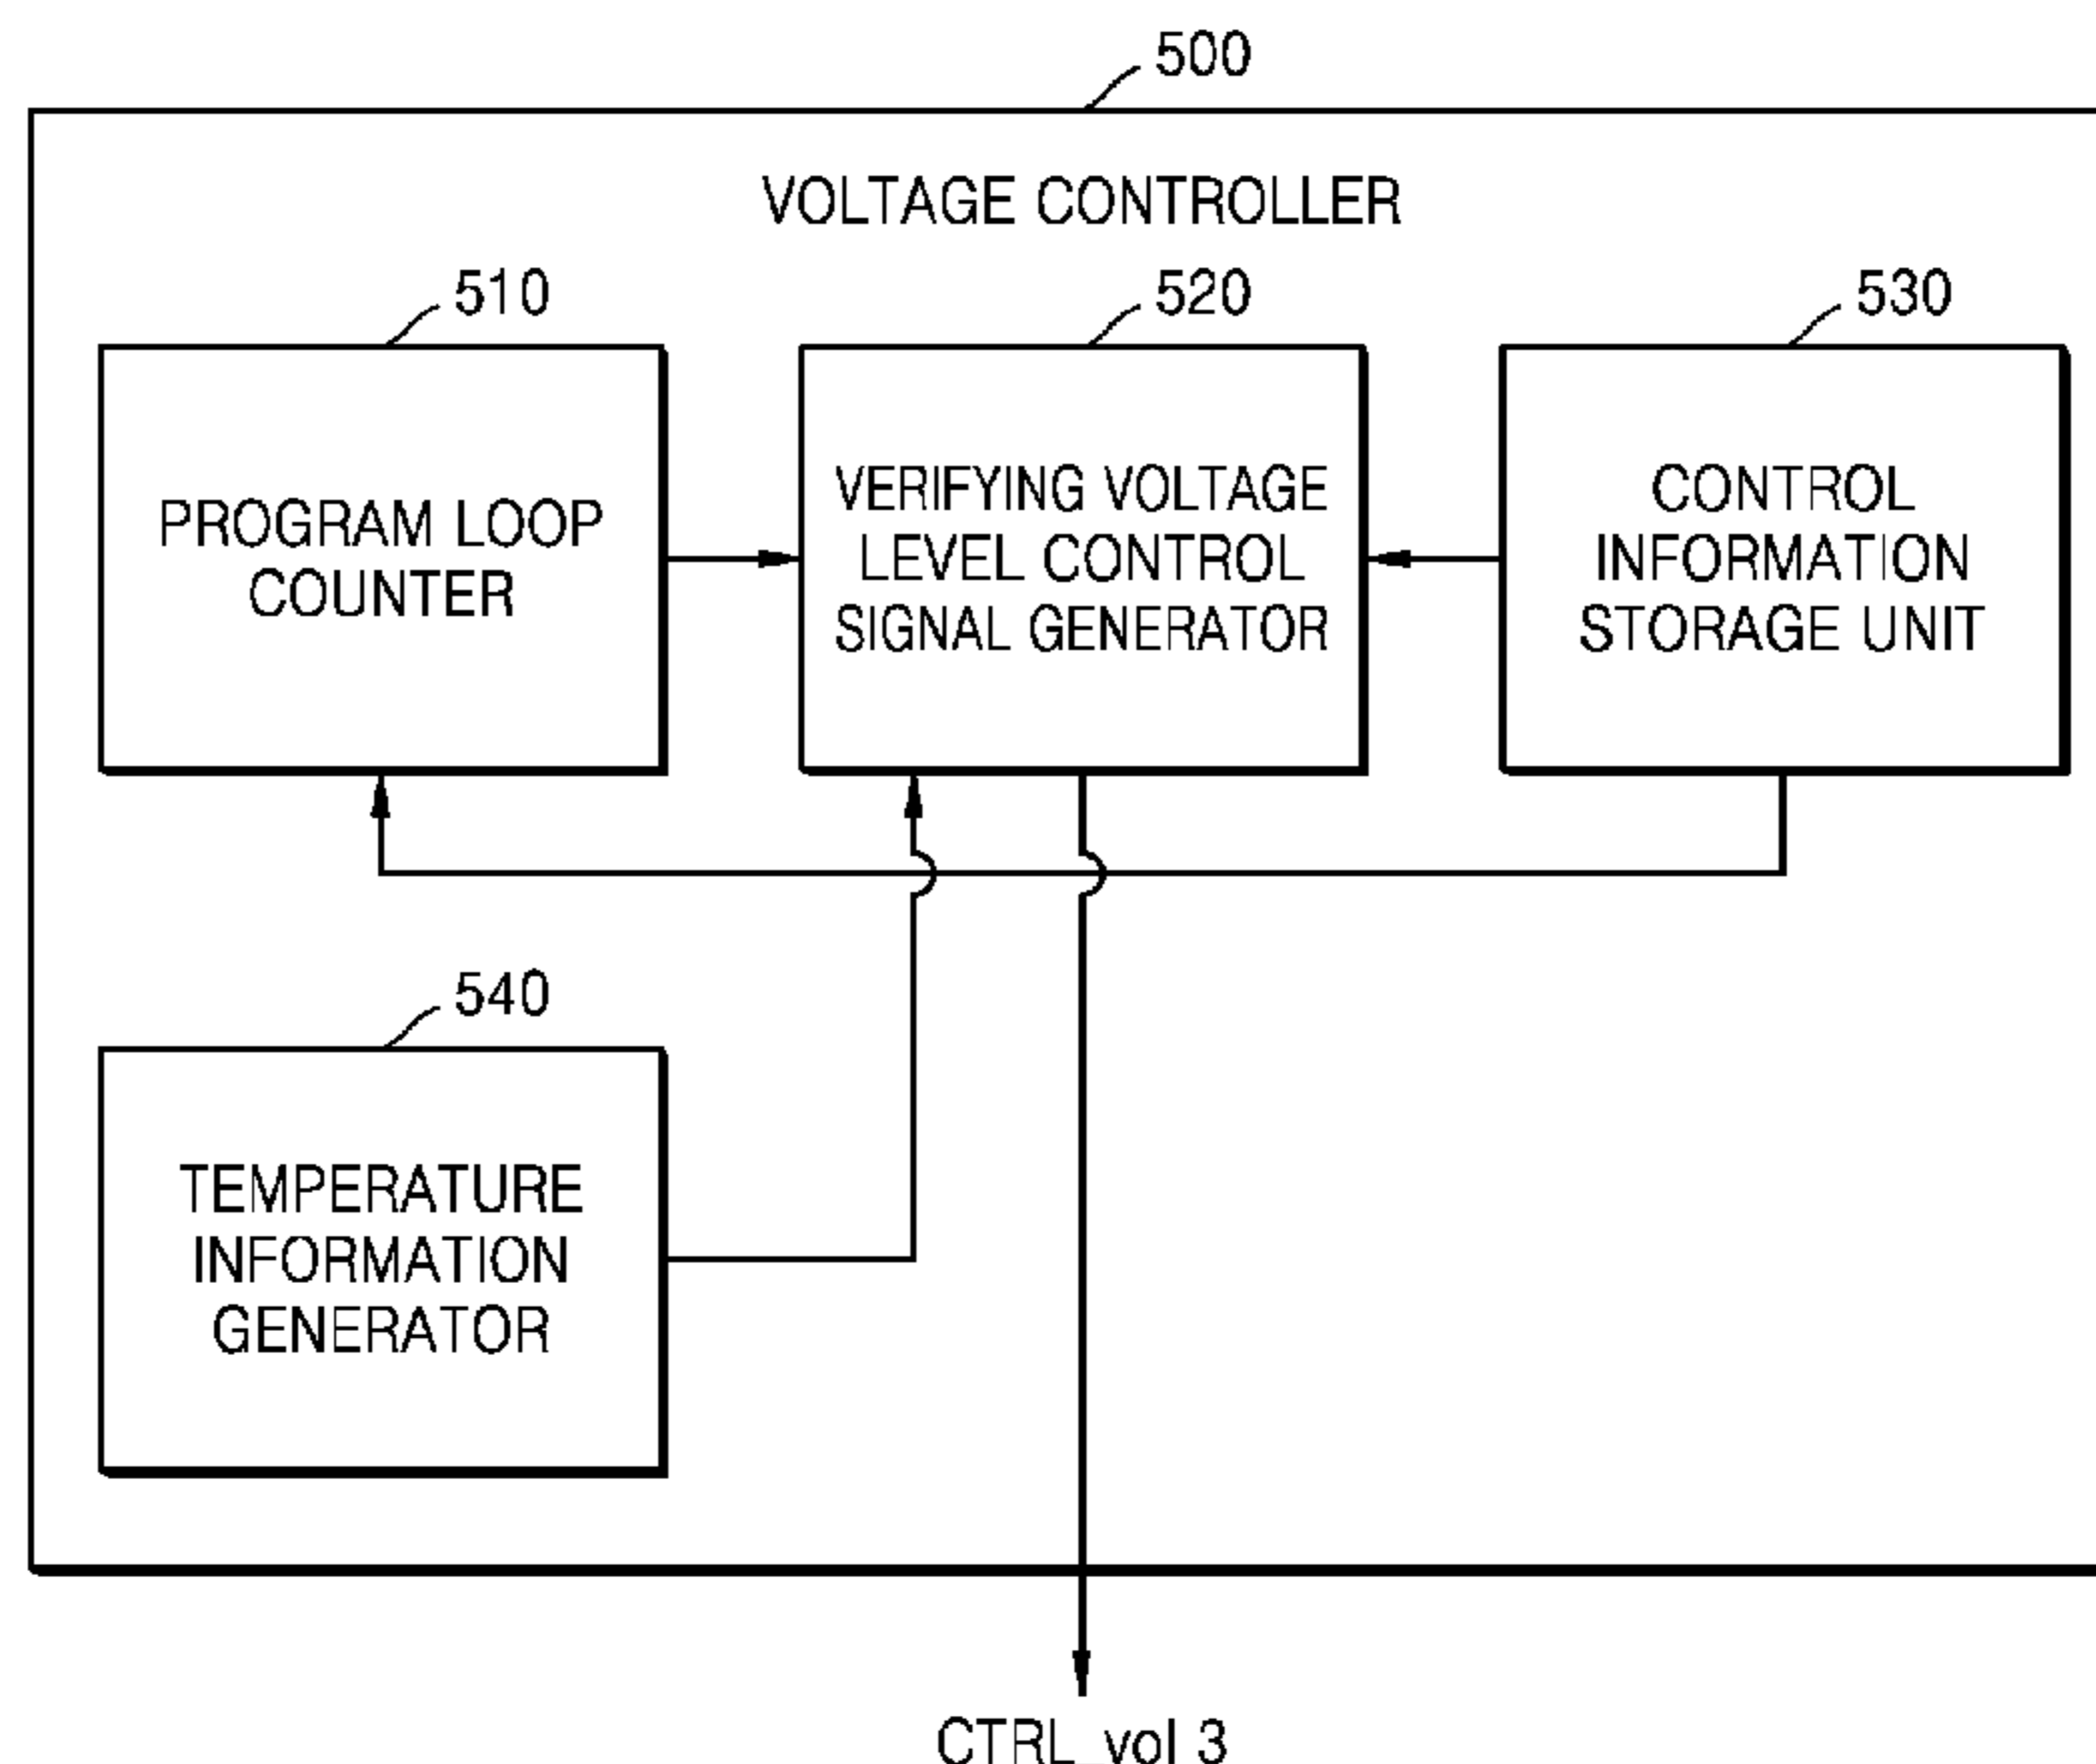 500
VOLTAGE CONTROLLER
510
520
530
PROGRAM LOOP
COUNTER
VERIFYING VOLTAGE
LEVEL CONTROL
SIGNAL GENERATOR
CONTROL
INFORMATION
STORAGE UNIT
540
TEMPERATURE
INFORMATION
GENERATOR
CTRL_vol 3